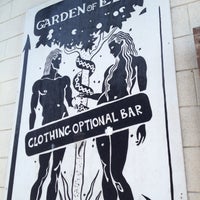 GARDEN OF E
CLOTHING OPTIONAL BAR